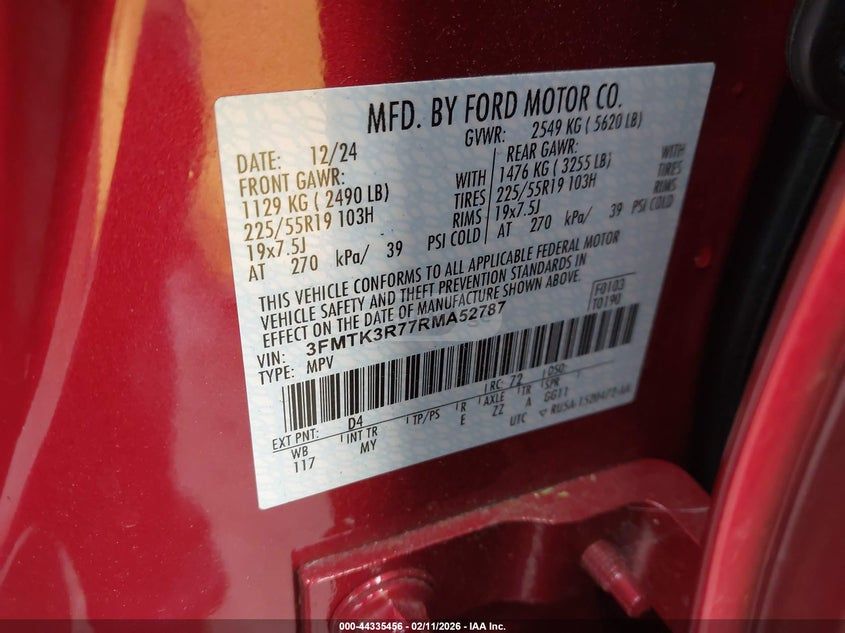 MFD. BY FORD MOTOR CO.
DATE: 12/24 GVWR: 2549 KG ( 5620 LB)
FRONT GAWR: REAR GAWR:
1129 KG ( 2490 LB) WITH 1476 KG ( 3255 LB) WITH
225/55R19 103H TIRES 225/55R19 103H TIRES
19x7.5J RIMS 19x7.5J RIMS
AT 270 kPa/ 39 PSI COLD AT 270 kPa/ 39 PSI COLD
THIS VEHICLE CONFORMS TO ALL APPLICABLE FEDERAL MOTOR
VEHICLE SAFETY AND THEFT PREVENTION STANDARDS IN
EFFECT ON THE DATE OF MANUFACTURE SHOWN ABOVE.
F0103
T0190
VIN: 3FMTK3R77RMA52787
TYPE: MPV
EXT PNT: D4 RC: 72 DSO:
WB INT TR TP/PS R AXLE TR SPR
117 MY E ZZ A GG11
UTC
000-44335456 - 02/11/2026 - IAA Inc.